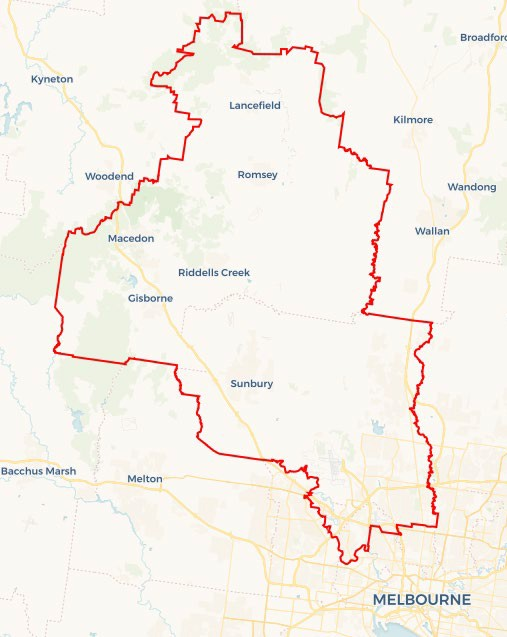 Broadford
Kyneton
Lancefield
Kilmore
Woodend
Romsey
Wandong
Wallan
Macedon
Riddells Creek
Gisborne
Sunbury
Bacchus Marsh
Melton
MELBOURNE